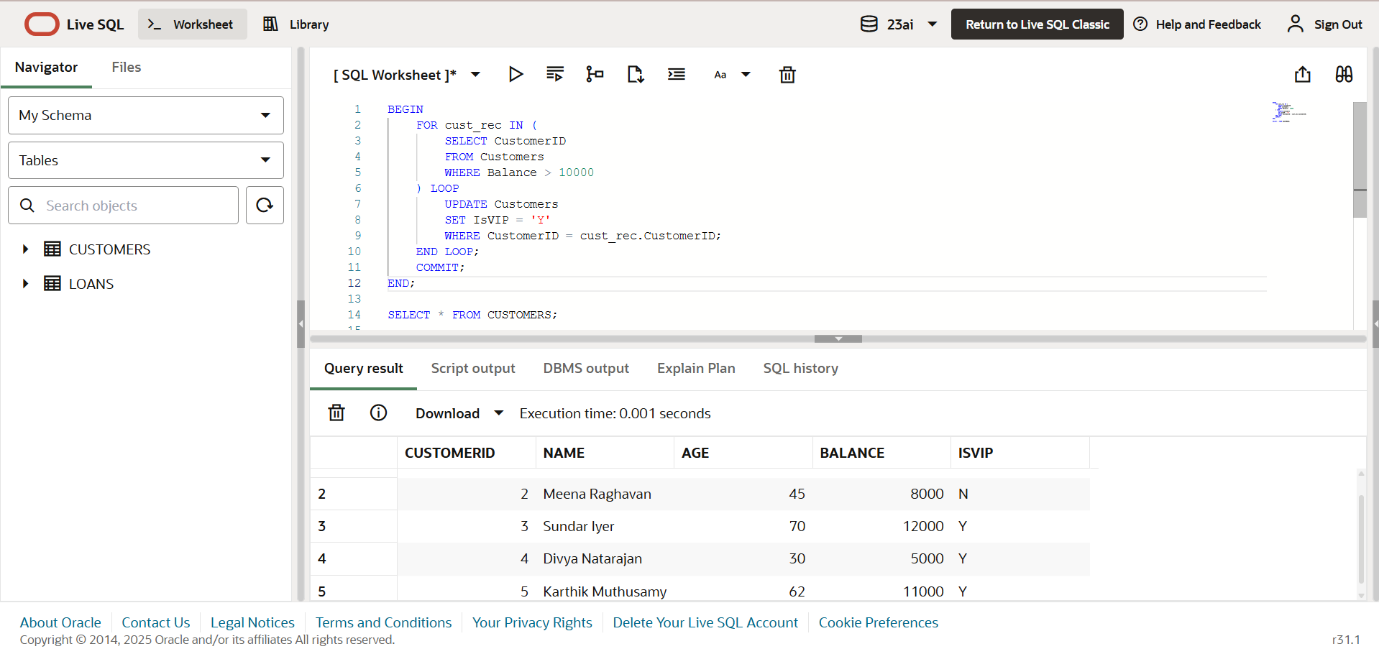 Live SQL
Worksheet
Library
23ai
Return to Live SQL Classic
Help and Feedback
Sign Out
Navigator
Files
My Schema
Tables
Search objects
CUSTOMERS
LOANS
[ SQL Worksheet ]*
Aa
1 BEGIN
2 FOR cust_rec IN (
3 SELECT CustomerID
4 FROM Customers
5 WHERE Balance > 10000
6 ) LOOP
7 UPDATE Customers
8 SET IsVIP = 'Y'
9 WHERE CustomerID = cust_rec.CustomerID;
10 END LOOP;
11 COMMIT;
12 END;
13
14 SELECT * FROM CUSTOMERS;
15
Query result
Script output
DBMS output
Explain Plan
SQL history
Download
Execution time: 0.001 seconds
CUSTOMERID NAME AGE BALANCE ISVIP
2 2 Meena Raghavan 45 8000 N
3 3 Sundar Iyer 70 12000 Y
4 4 Divya Natarajan 30 5000 Y
5 5 Karthik Muthusamy 62 11000 Y
About Oracle Contact Us Legal Notices Terms and Conditions Your Privacy Rights Delete Your Live SQL Account Cookie Preferences
Copyright © 2014, 2025 Oracle and/or its affiliates All rights reserved.
r31.1